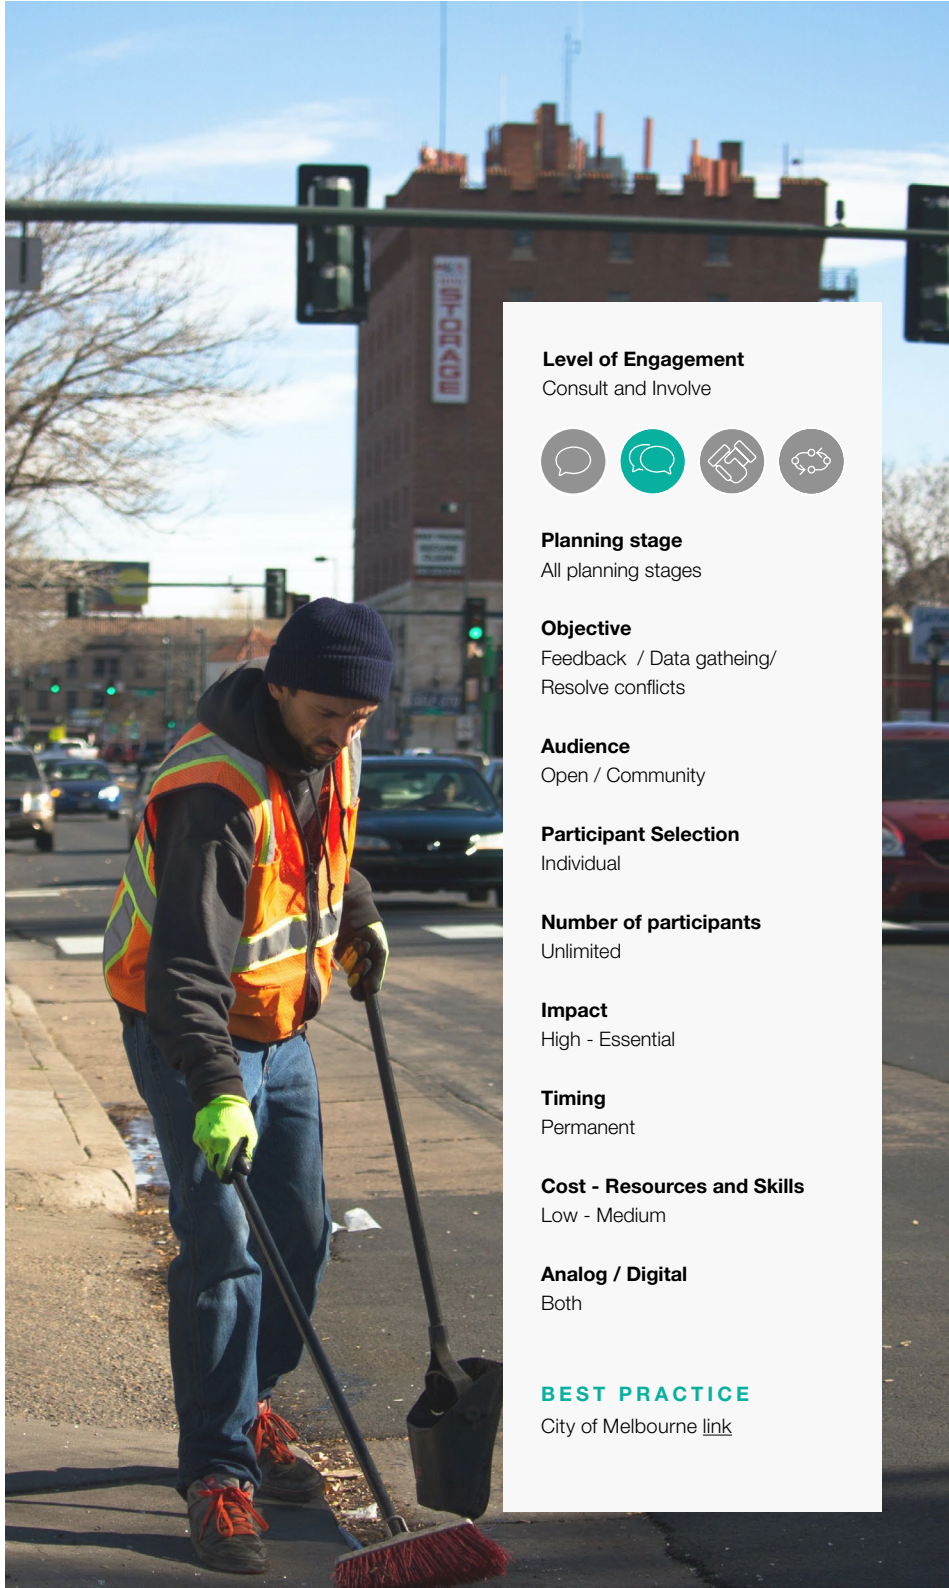 STORAGE
Level of Engagement
Consult and Involve
Planning stage
All planning stages
Objective
Feedback / Data gatheing/
Resolve conflicts
Audience
Open / Community
Participant Selection
Individual
Number of participants
Unlimited
Impact
High - Essential
Timing
Permanent
Cost - Resources and Skills
Low - Medium
Analog / Digital
Both
BEST PRACTICE
City of Melbourne link